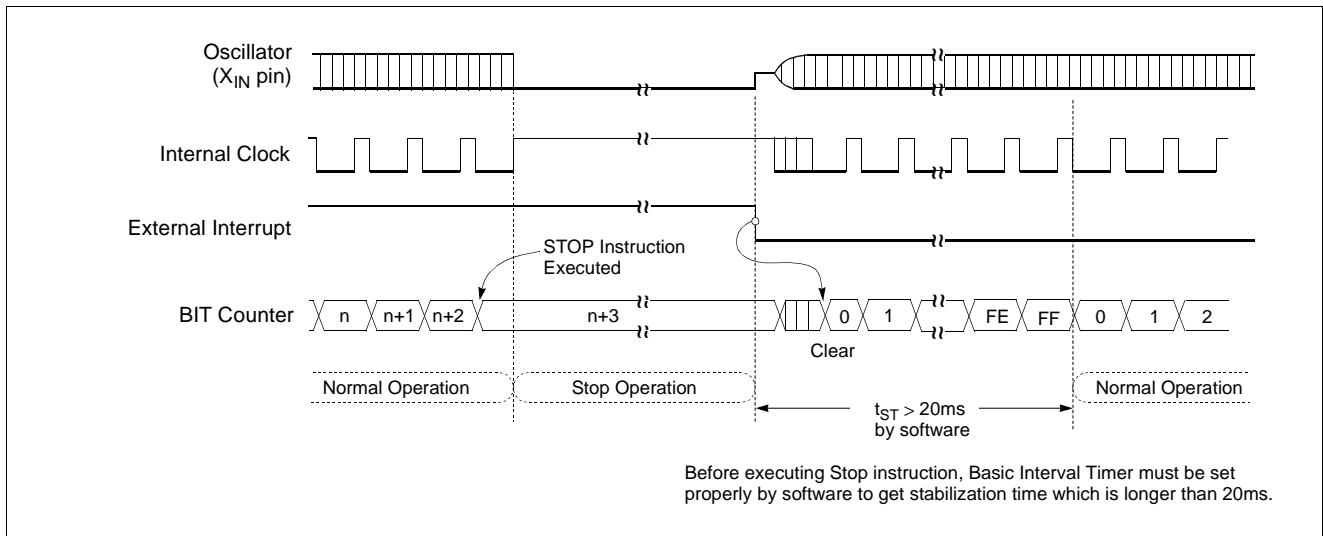 Oscillator
(XIN pin)
Internal Clock
External Interrupt
STOP Instruction
Executed
BIT Counter
n n+1 n+2 n+3 0 1 FE FF 0 1 2
Clear
Normal Operation Stop Operation Normal Operation
tST > 20ms
by software
Before executing Stop instruction, Basic Interval Timer must be set
properly by software to get stabilization time which is longer than 20ms.